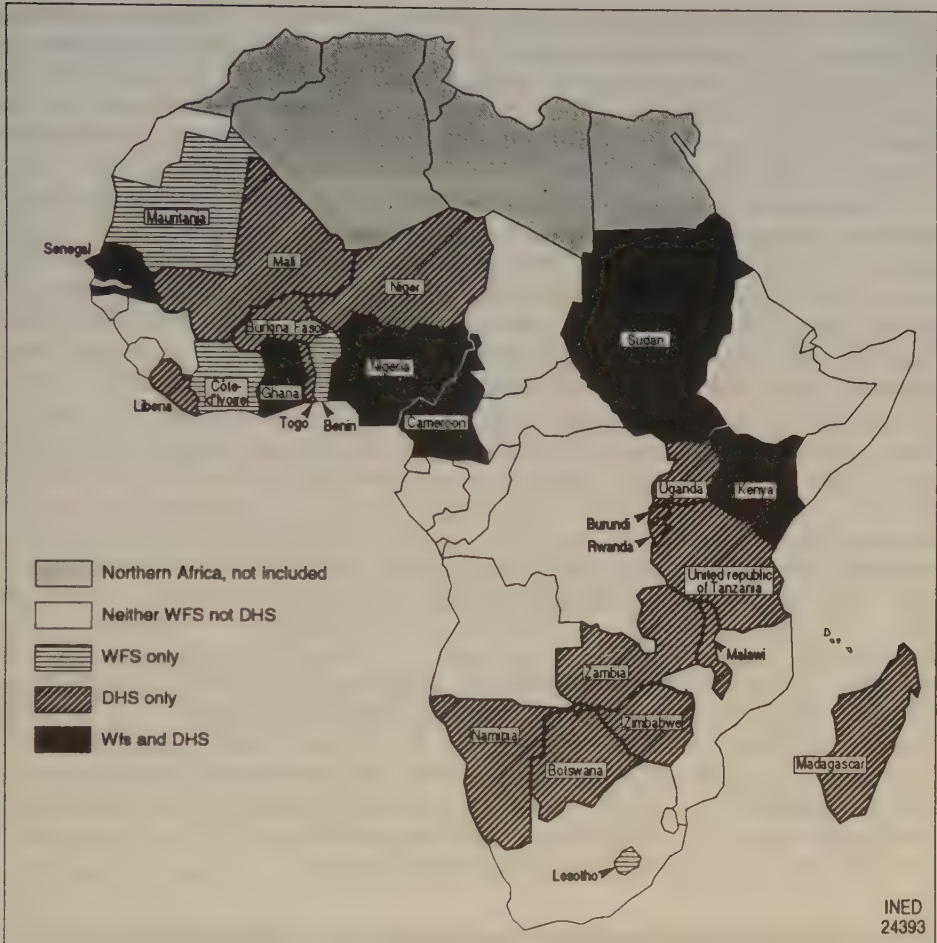 Mauritania
Senegal
Mali
Niger
Burkina Faso
Sudan
Nigeria
Côte-
d'Ivoire
Ghana
Liberia
Togo
Benin
Cameroon
Uganda
Kenya
Burundi
Rwanda
United republic
of Tanzania
Malawi
Zambia
Zimbabwe
Namibia
Botswana
Madagascar
Lesotho
Northern Africa, not included
Neither WFS not DHS
WFS only
DHS only
Wfs and DHS
INED
24393